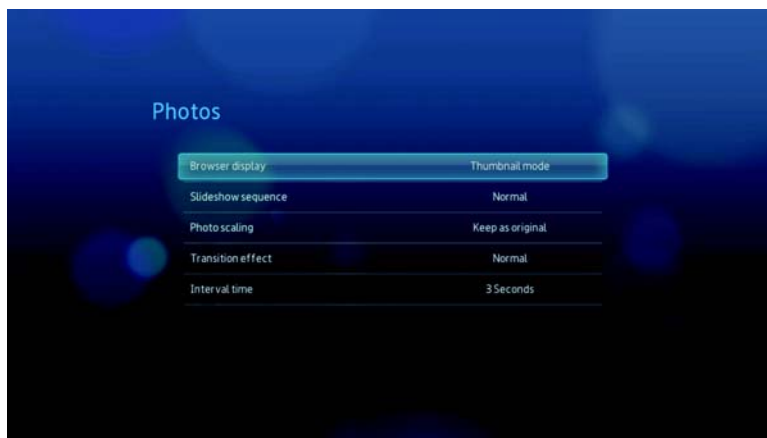 Photos
Browser display Thumbnail mode
Slideshow sequence Normal
Photo scaling Keep as original
Transition effect Normal
Interval time 3 Seconds